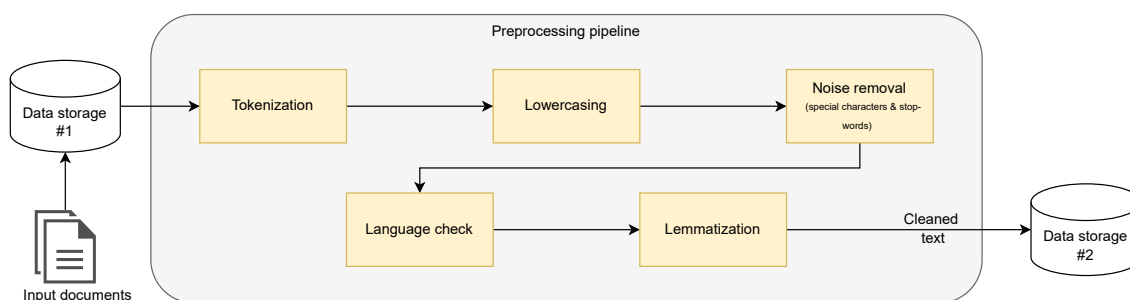 Preprocessing pipeline
Data storage
#1
Tokenization
Lowercasing
Noise removal
(special characters & stop-
words)
Language check
Lemmatization
Cleaned
text
Data storage
#2
Input documents